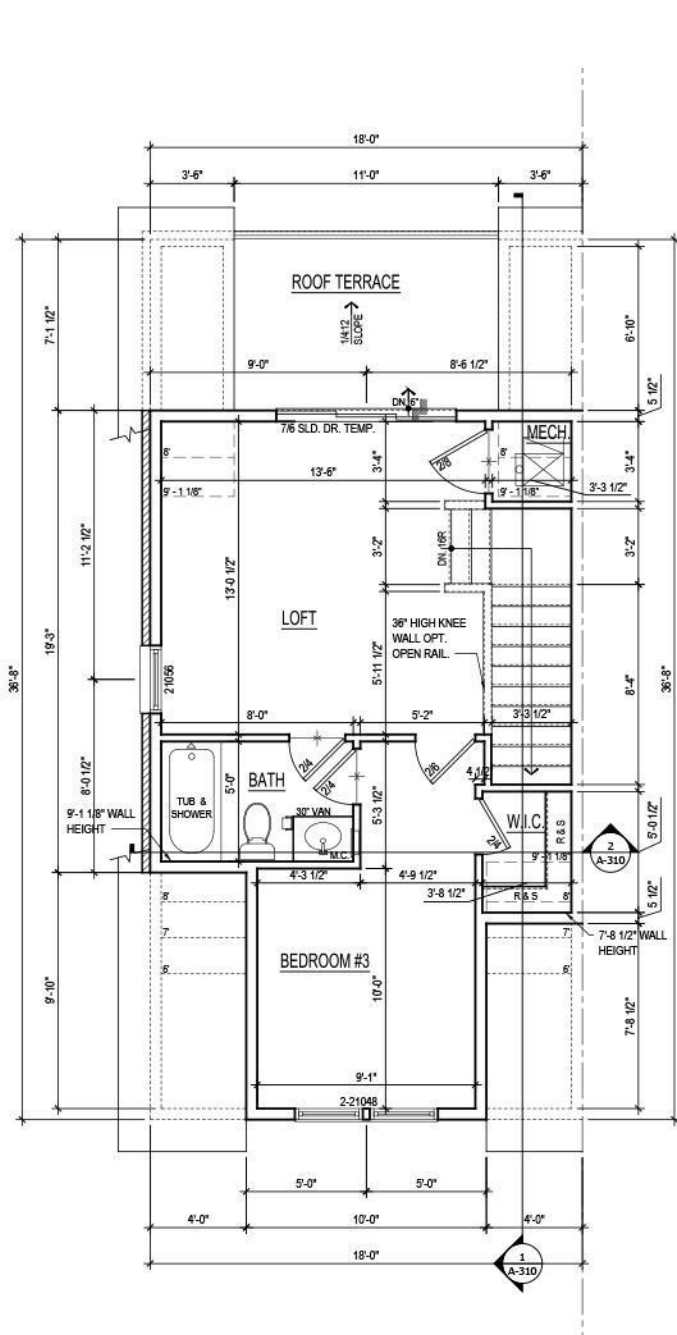 18'-0"
3'-6" 11'-0" 3'-6"
ROOF TERRACE
1/4:12
SLOPE
7'-1 1/2"
6'-10"
9'-0" 8'-6 1/2"
5 1/2"
DN. 6"
7/6 SLD. DR. TEMP.
MECH.
8'
2/8
8'
13'-6"
3'-4"
3'-4"
9' - 1 1/8"
9' - 1 1/8"
3'-3 1/2"
11'-2 1/2"
13'-0 1/2"
3'-2"
DN. 16R
3'-2"
LOFT
36" HIGH KNEE
WALL OPT.
OPEN RAIL.
36'-8"
19'-3"
21056
5'-11 1/2"
8'-4"
36'-8"
8'-0" 5'-2" 3'-3 1/2"
8'-0 1/2"
5'-0"
BATH
2/4
2/4
2/6
4 1/2"
5'-3 1/2"
TUB &
SHOWER
30" VAN
M.C.
9'-1 1/8" WALL
HEIGHT
W.I.C.
2/4
R & S
9' - 1 1/8"
5'-0 1/2"
2
A-310
4'-3 1/2" 4'-9 1/2"
3'-8 1/2"
R & S
8'
5 1/2"
8'
7'
6'
7'
6'
7'-8 1/2" WALL
HEIGHT
BEDROOM #3
10'-0"
9'-10"
7'-8 1/2"
9'-1"
2-21048
5'-0" 5'-0"
4'-0" 10'-0" 4'-0"
18'-0"
1
A-310